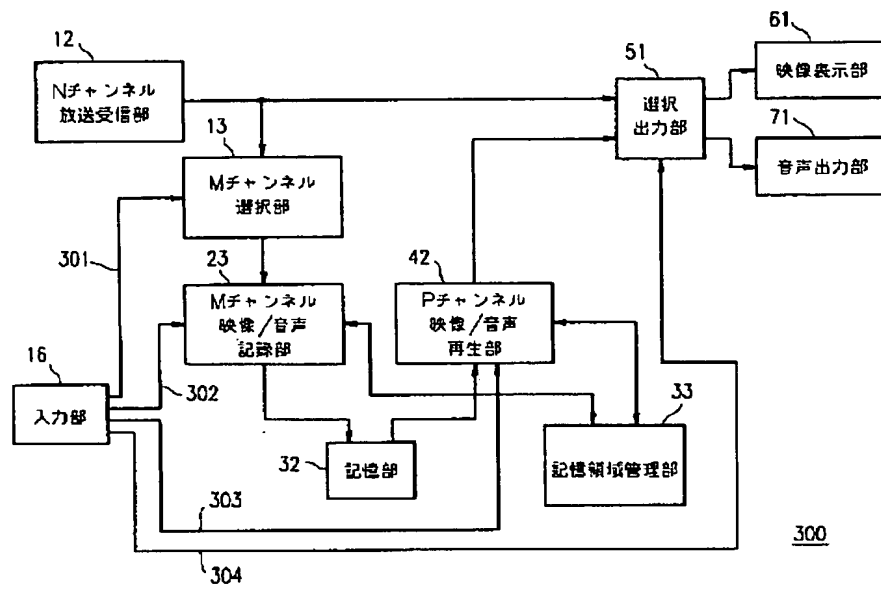 12
Nチャンネル
放送受信部
13
Mチャンネル
選択部
301
23
Mチャンネル
映像/音声
記録部
42
Pチャンネル
映像/音声
再生部
51
選択
出力部
61
映像表示部
71
音声出力部
16
入力部
302
32
記憶部
33
記憶領域管理部
303
304
300